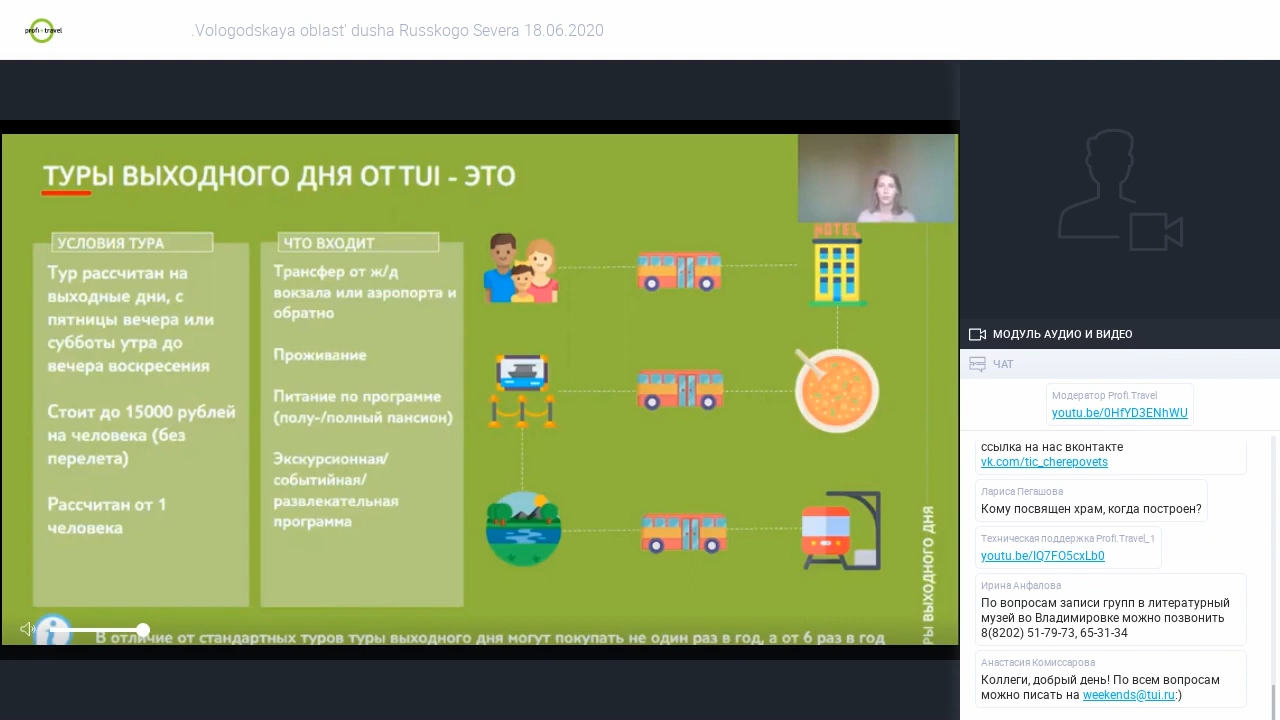 profi travel
.Vologodskaya oblast' dusha Russkogo Severa 18.06.2020
ТУРЫ ВЫХОДНОГО ДНЯ ОТ TUI - ЭТО
УСЛОВИЯ ТУРА
Тур рассчитан на
выходные дни, с
пятницы вечера или
субботы утра до
вечера воскресения
Стоит до 15000 рублей
на человека (без
перелета)
Рассчитан от 1
человека
ЧТО ВХОДИТ
Трансфер от ж/д
вокзала или аэропорта и
обратно
Проживание
Питание по программе
(полу-/полный пансион)
Экскурсионная/
событийная/
развлекательная
программа
HOTEL
РЫ ВЫХОДНОГО ДНЯ
В отличие от стандартных туров туры выходного дня могут покупать не один раз в год, а от 6 раз в год
МОДУЛЬ АУДИО И ВИДЕО
ЧАТ
Модератор Profi.Travel
youtu.be/0HfYD3ENhWU
ссылка на нас вконтакте
vk.com/tic_cherepovets
Лариса Пегашова
Кому посвящен храм, когда построен?
Техническая поддержка Profi.Travel_1
youtu.be/IQ7FO5cxLb0
Ирина Анфалова
По вопросам записи групп в литературный
музей во Владимировке можно позвонить
8(8202) 51-79-73, 65-31-34
Анастасия Комиссарова
Коллеги, добрый день! По всем вопросам
можно писать на weekends@tui.ru:)